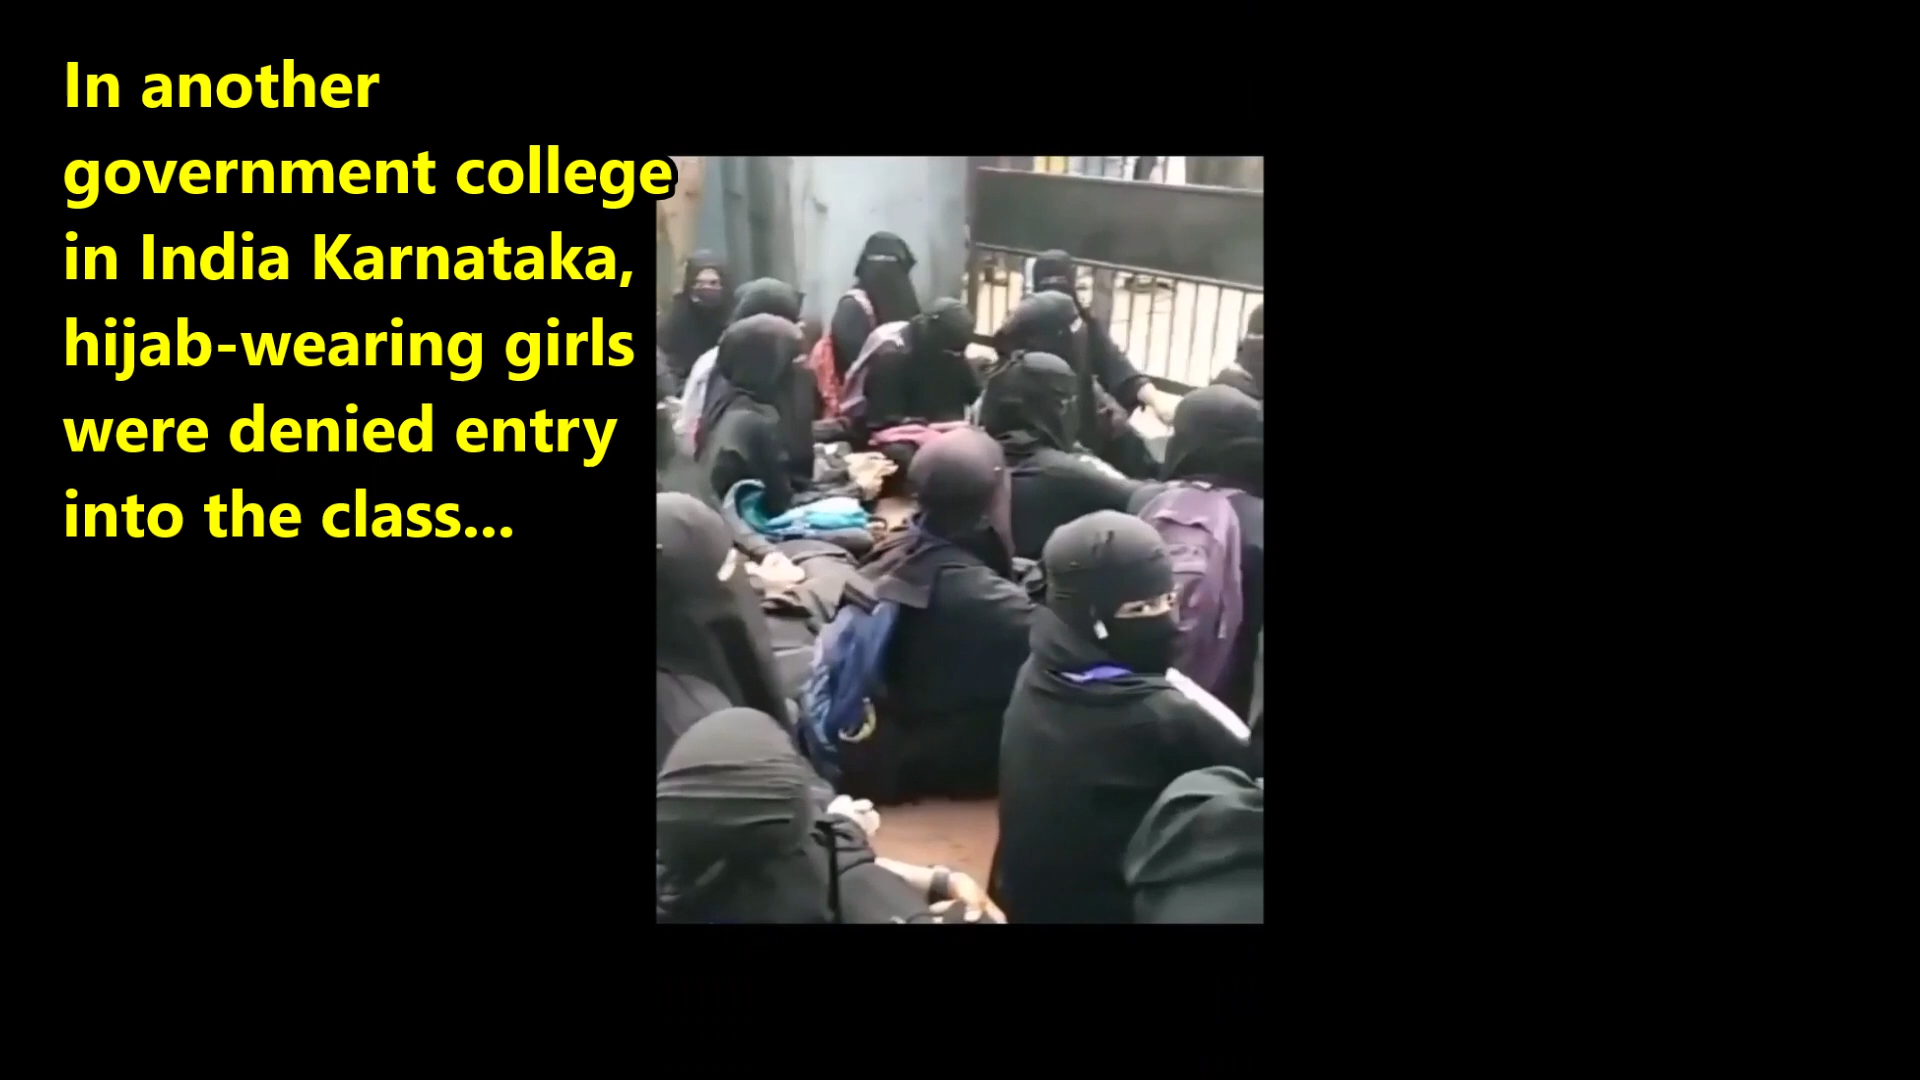 In another
government college
in India Karnataka,
hijab-wearing girls
were denied entry
into the class...